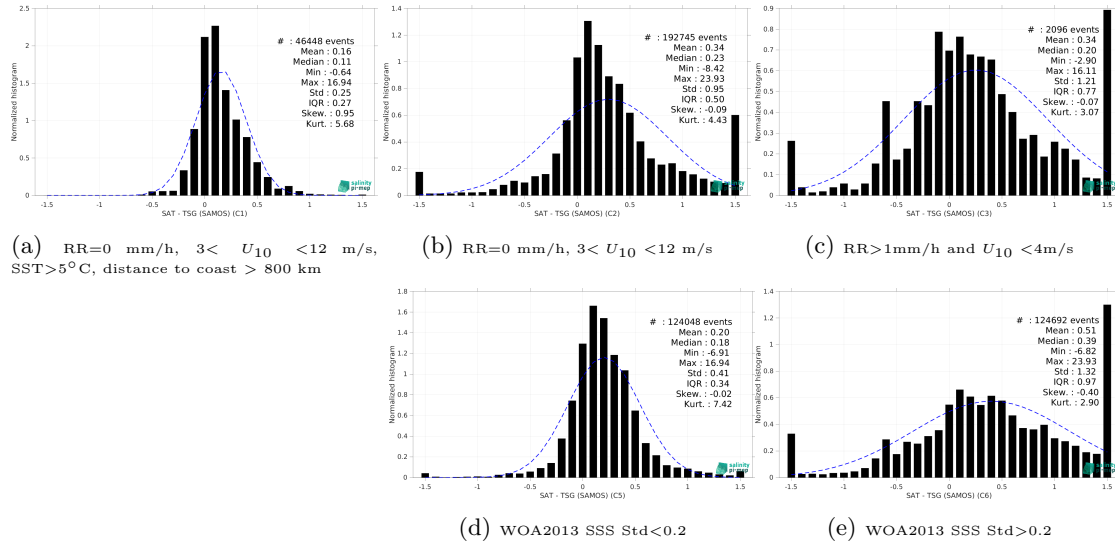 2.5
2
1.5
1
0.5
0
-1.5 -1 -0.5 0 0.5 1 1.5
Normalized histogram
SAT - TSG (SAMOS) (C1)
# : 46448 events
Mean : 0.16
Median : 0.11
Min : -0.64
Max : 16.94
Std : 0.25
IQR : 0.27
Skew. : 0.95
Kurt. : 5.68
salinity
pi-mep
(a) RR=0 mm/h, 3< U10 <12 m/s,
SST>5°C, distance to coast > 800 km
1.4
1.2
1
0.8
0.6
0.4
0.2
0
-1.5 -1 -0.5 0 0.5 1 1.5
Normalized histogram
SAT - TSG (SAMOS) (C2)
# : 192745 events
Mean : 0.34
Median : 0.23
Min : -8.42
Max : 23.93
Std : 0.95
IQR : 0.50
Skew. : -0.09
Kurt. : 4.43
salinity
pi-mep
(b) RR=0 mm/h, 3< U10 <12 m/s
0.9
0.8
0.7
0.6
0.5
0.4
0.3
0.2
0.1
0
-1.5 -1 -0.5 0 0.5 1 1.5
Normalized histogram
SAT - TSG (SAMOS) (C3)
# : 2096 events
Mean : 0.34
Median : 0.20
Min : -2.90
Max : 16.11
Std : 1.21
IQR : 0.77
Skew. : -0.07
Kurt. : 3.07
salinity
pi-mep
(c) RR>1mm/h and U10 <4m/s
1.8
1.6
1.4
1.2
1
0.8
0.6
0.4
0.2
0
-1.5 -1 -0.5 0 0.5 1 1.5
Normalized histogram
SAT - TSG (SAMOS) (C5)
# : 124048 events
Mean : 0.20
Median : 0.18
Min : -6.91
Max : 16.94
Std : 0.41
IQR : 0.34
Skew. : -0.02
Kurt. : 7.42
salinity
pi-mep
(d) WOA2013 SSS Std<0.2
1.4
1.2
1
0.8
0.6
0.4
0.2
0
-1.5 -1 -0.5 0 0.5 1 1.5
Normalized histogram
SAT - TSG (SAMOS) (C6)
# : 124692 events
Mean : 0.51
Median : 0.39
Min : -6.82
Max : 23.93
Std : 1.32
IQR : 0.97
Skew. : -0.40
Kurt. : 2.90
salinity
pi-mep
(e) WOA2013 SSS Std>0.2